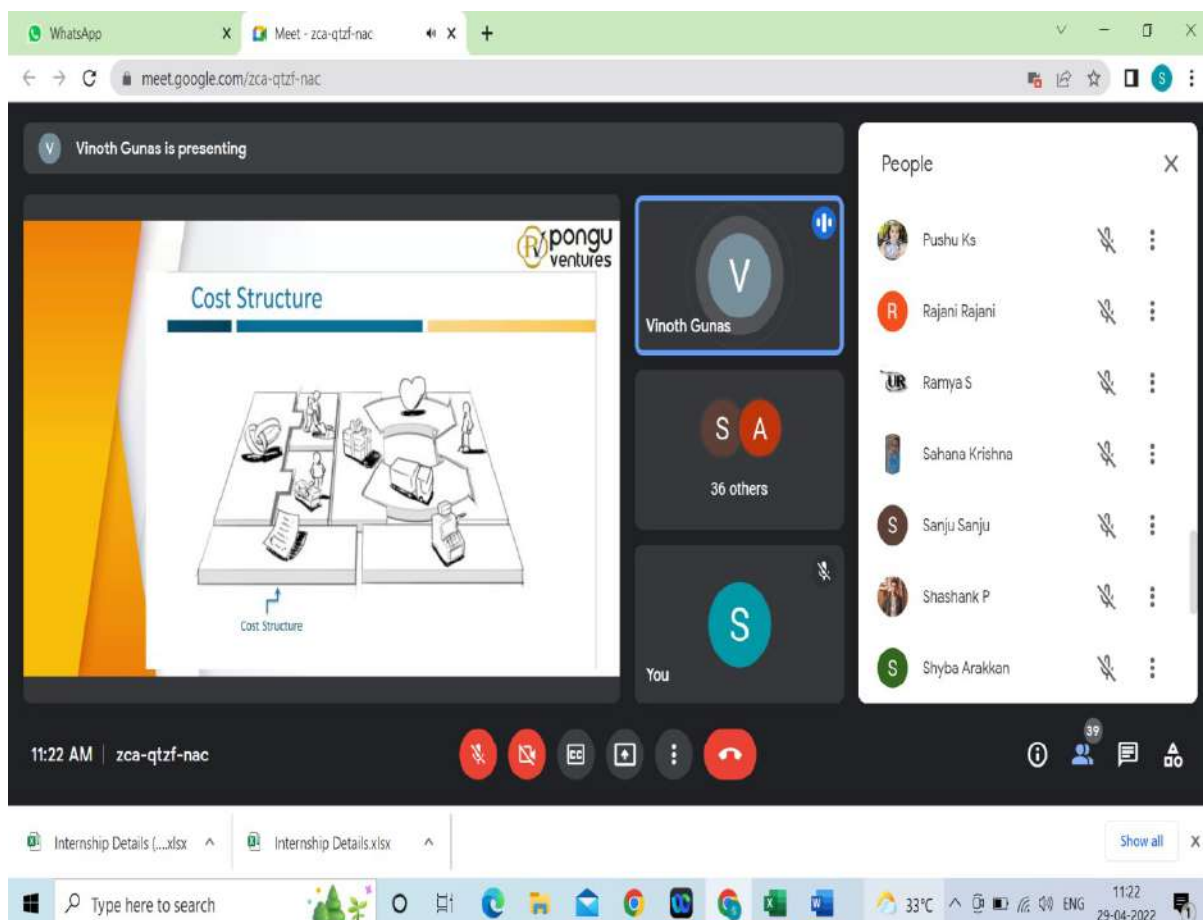 WhatsApp
Meet - zca-qtzf-nac
meet.google.com/zca-qtzf-nac
S
V
Vinoth Gunas is presenting
pongu
ventures
Cost Structure
Cost Structure
V
Vinoth Gunas
S A
36 others
S
You
People
Pushu Ks
R
Rajani Rajani
UR
Ramya S
Sahana Krishna
S
Sanju Sanju
Shashank P
S
Shyba Arakkan
11:22 AM | zca-qtzf-nac
CC
39
Internship Details (....xlsx
Internship Details.xlsx
Show all
Type here to search
33°C
ENG
11:22
29-04-2022